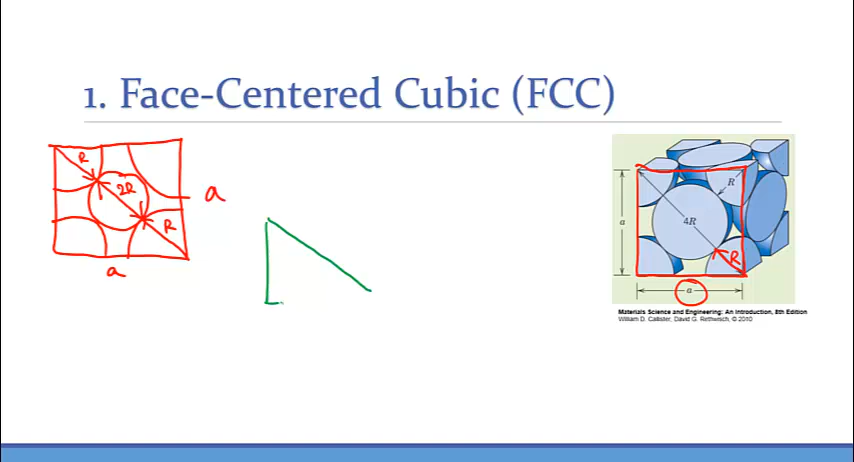 1. Face-Centered Cubic (FCC)
R
2R
R
a
a
R
4R
R
a
a
Materials Science and Engineering: An Introduction, 8th Edition
William D. Callister, David G. Rethwisch, © 2010